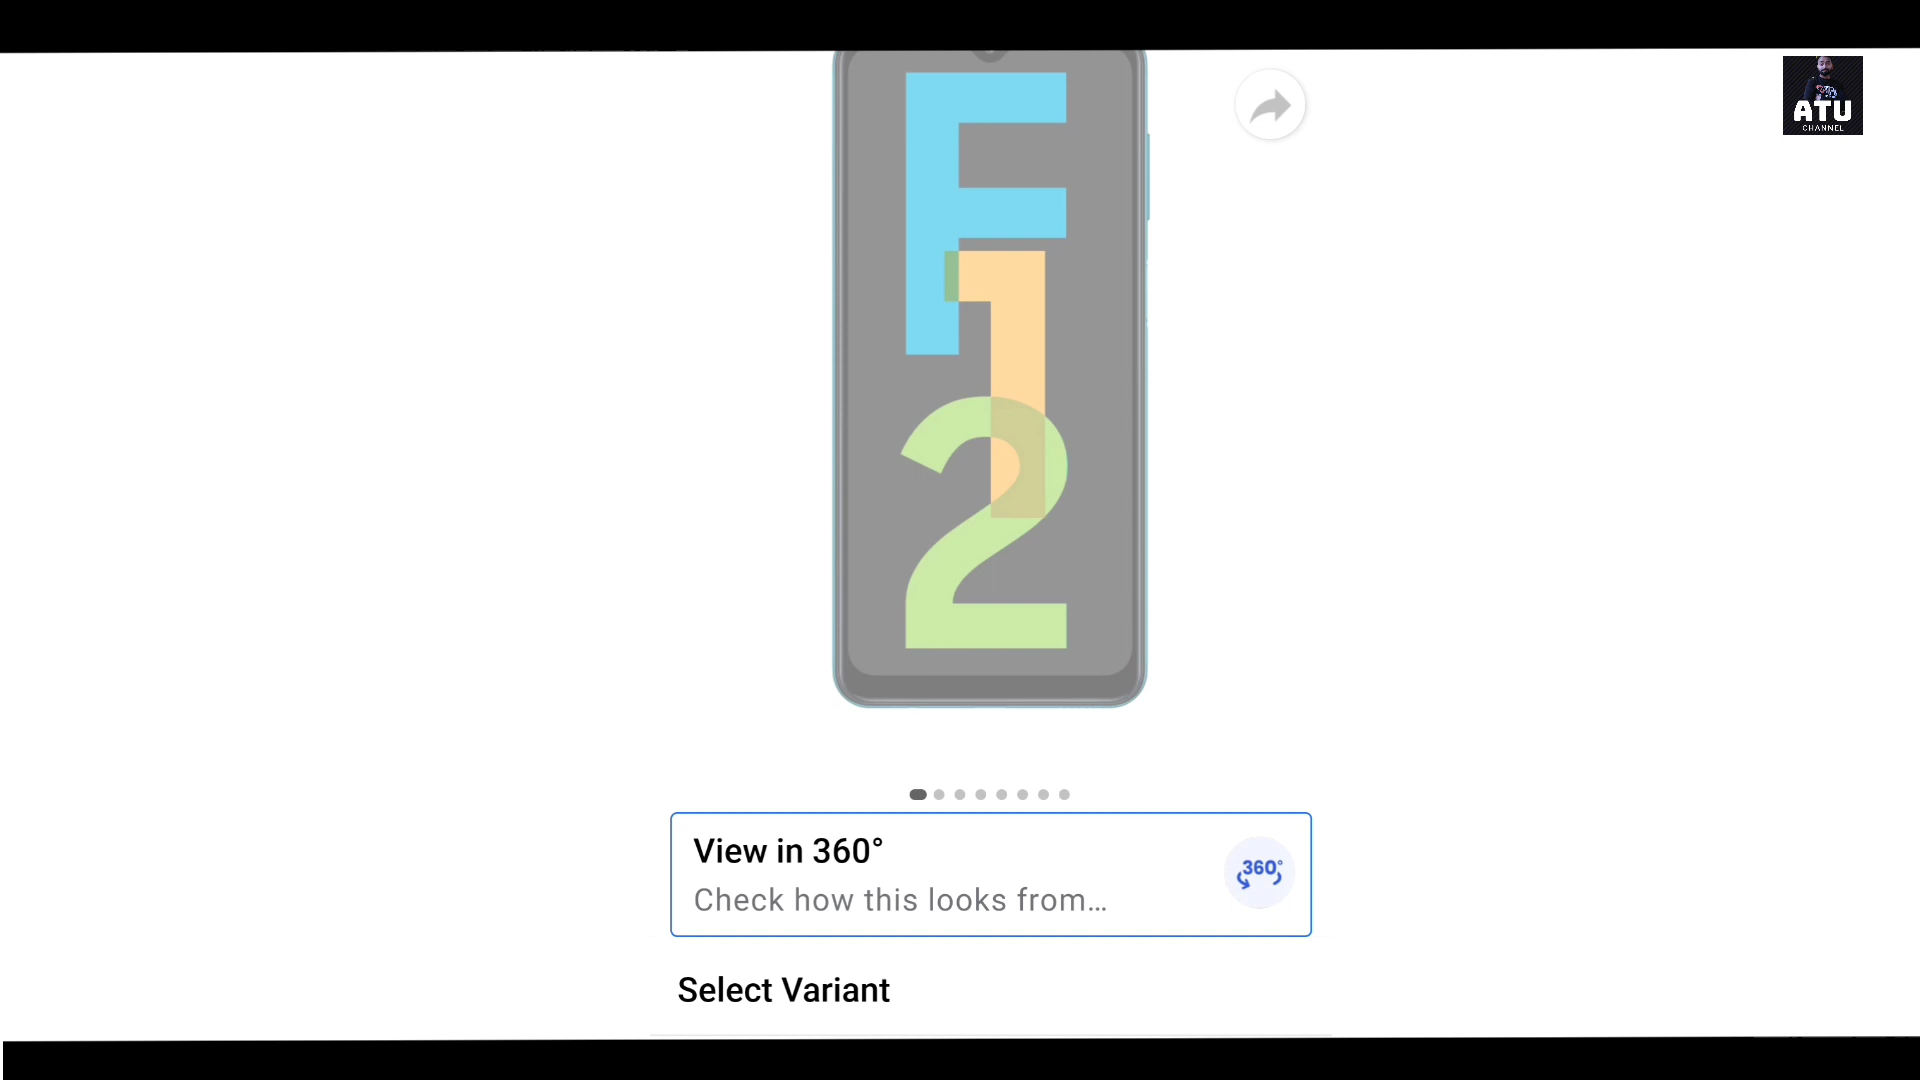 F
1
2
ATU
CHANNEL
View in 360°
Check how this looks from...
360°
Select Variant